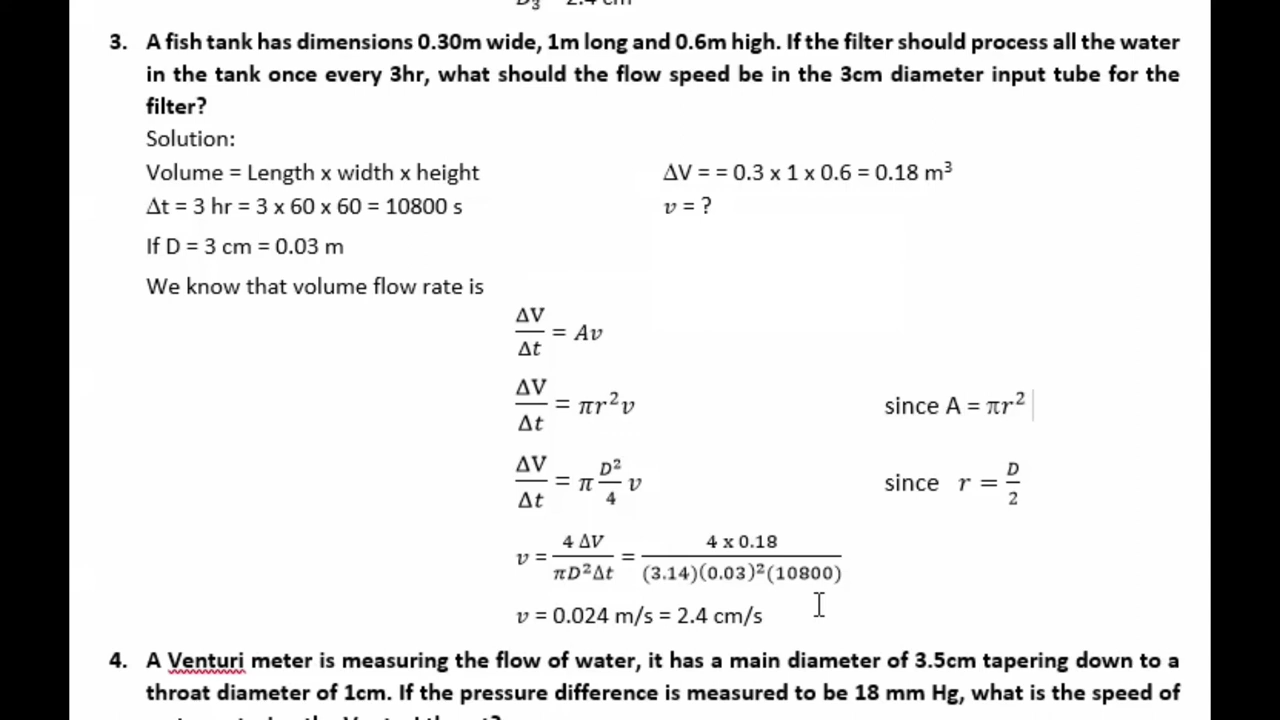 3. A fish tank has dimensions 0.30m wide, 1m long and 0.6m high. If the filter should process all the water
in the tank once every 3hr, what should the flow speed be in the 3cm diameter input tube for the
filter?
Solution:
Volume = Length x width x height ΔV = = 0.3 x 1 x 0.6 = 0.18 m³
Δt = 3 hr = 3 x 60 x 60 = 10800 s v = ?
If D = 3 cm = 0.03 m
We know that volume flow rate is
ΔV/Δt = Av
ΔV/Δt = πr²v since A = πr²
ΔV/Δt = π D²/4 v since r = D/2
v = 4 ΔV/πD²Δt = 4 x 0.18/(3.14)(0.03)²(10800)
v = 0.024 m/s = 2.4 cm/s
4. A Venturi meter is measuring the flow of water, it has a main diameter of 3.5cm tapering down to a
throat diameter of 1cm. If the pressure difference is measured to be 18 mm Hg, what is the speed of